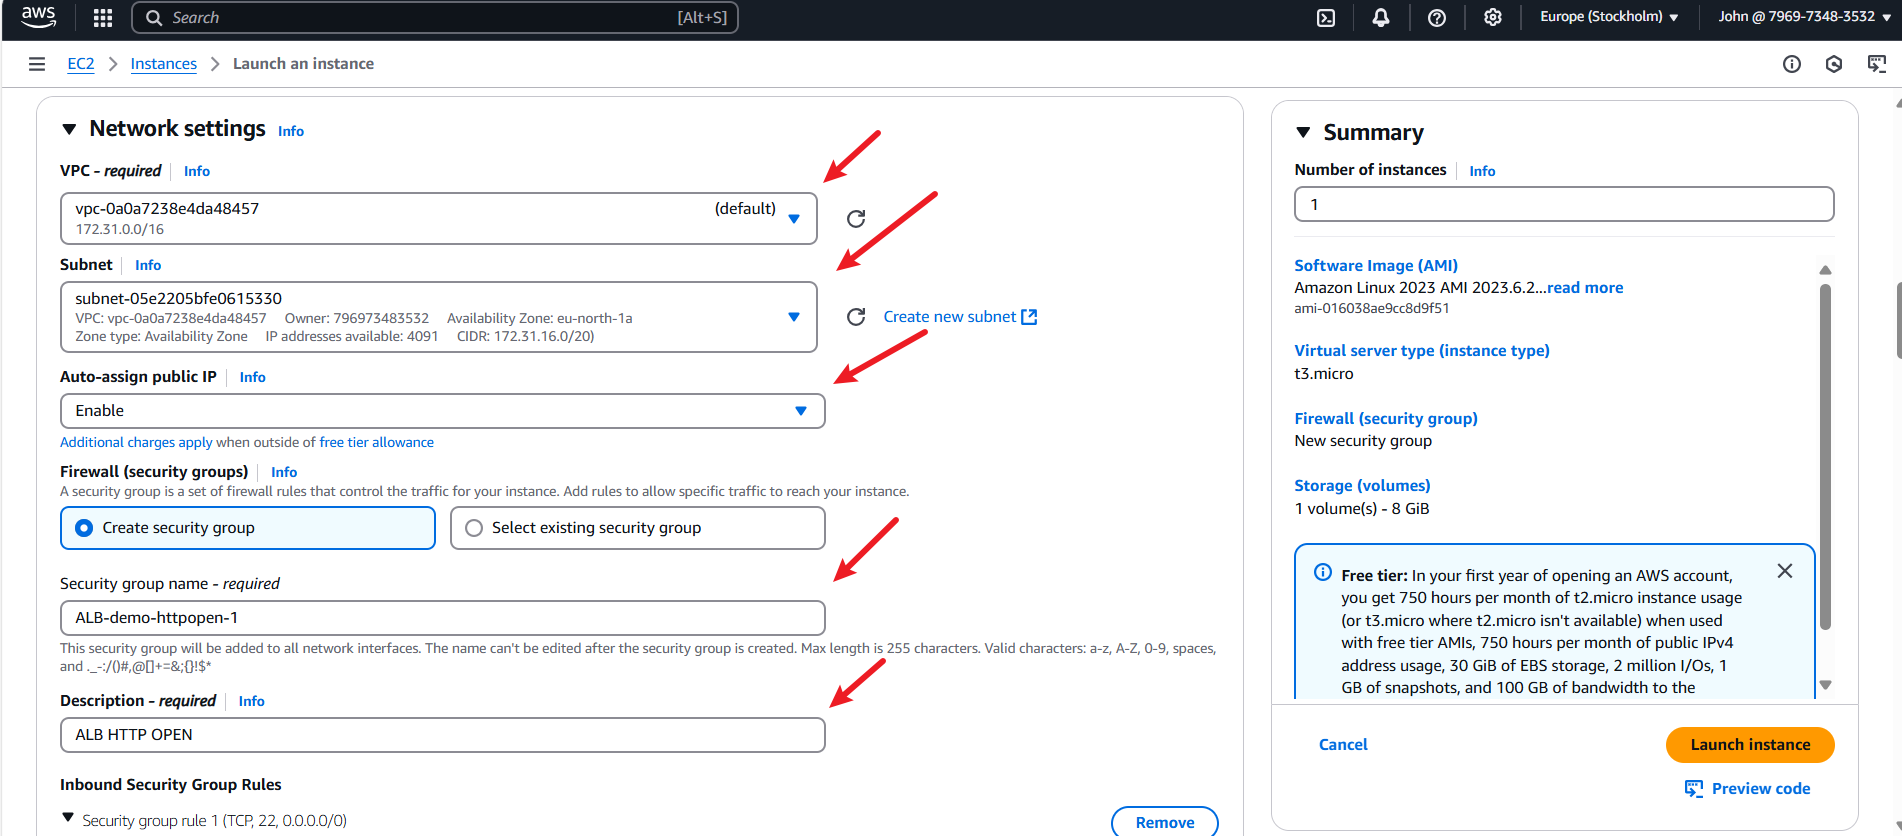 aws
Search [Alt+S]
Europe (Stockholm)
John @ 7969-7348-3532
EC2
Instances
Launch an instance
Network settings Info
VPC – required Info
vpc-0a0a7238e4da48457 (default)
172.31.0.0/16
Subnet Info
subnet-05e2205bfe0615330
VPC: vpc-0a0a7238e4da48457 Owner: 796973483532 Availability Zone: eu-north-1a
Zone type: Availability Zone IP addresses available: 4091 CIDR: 172.31.16.0/20)
Create new subnet
Auto-assign public IP Info
Enable
Additional charges apply when outside of free tier allowance
Firewall (security groups) Info
A security group is a set of firewall rules that control the traffic for your instance. Add rules to allow specific traffic to reach your instance.
Create security group
Select existing security group
Security group name - required
ALB-demo-httpopen-1
This security group will be added to all network interfaces. The name can't be edited after the security group is created. Max length is 255 characters. Valid characters: a-z, A-Z, 0-9, spaces,
and ._-:/()#,@[]+=&;{}!$*
Description – required Info
ALB HTTP OPEN
Inbound Security Group Rules
Security group rule 1 (TCP, 22, 0.0.0.0/0)
Remove
Summary
Number of instances Info
1
Software Image (AMI)
Amazon Linux 2023 AMI 2023.6.2...read more
ami-016038ae9cc8d9f51
Virtual server type (instance type)
t3.micro
Firewall (security group)
New security group
Storage (volumes)
1 volume(s) - 8 GiB
Free tier: In your first year of opening an AWS account,
you get 750 hours per month of t2.micro instance usage
(or t3.micro where t2.micro isn't available) when used
with free tier AMIs, 750 hours per month of public IPv4
address usage, 30 GiB of EBS storage, 2 million I/Os, 1
GB of snapshots, and 100 GB of bandwidth to the
Cancel
Launch instance
Preview code